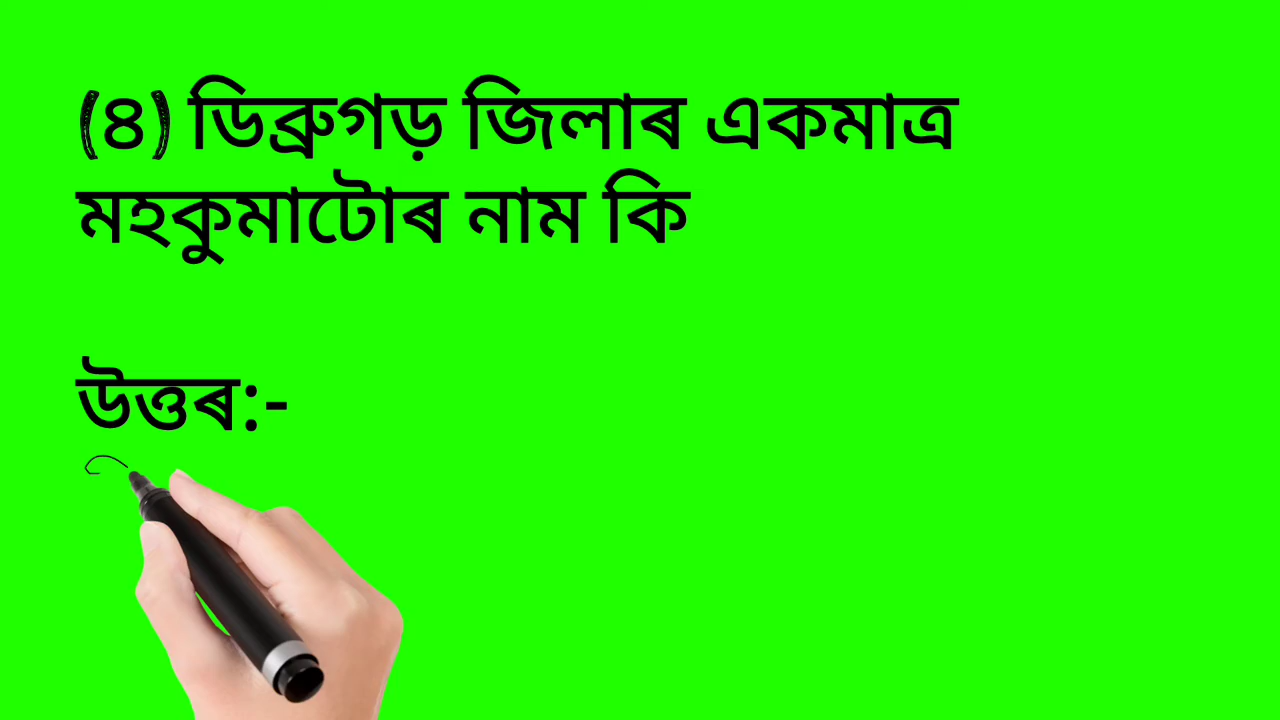 (৪) ডিব্ৰুগড় জিলাৰ একমাত্ৰ
মহকুমাটোৰ নাম কি
উত্তৰ:-